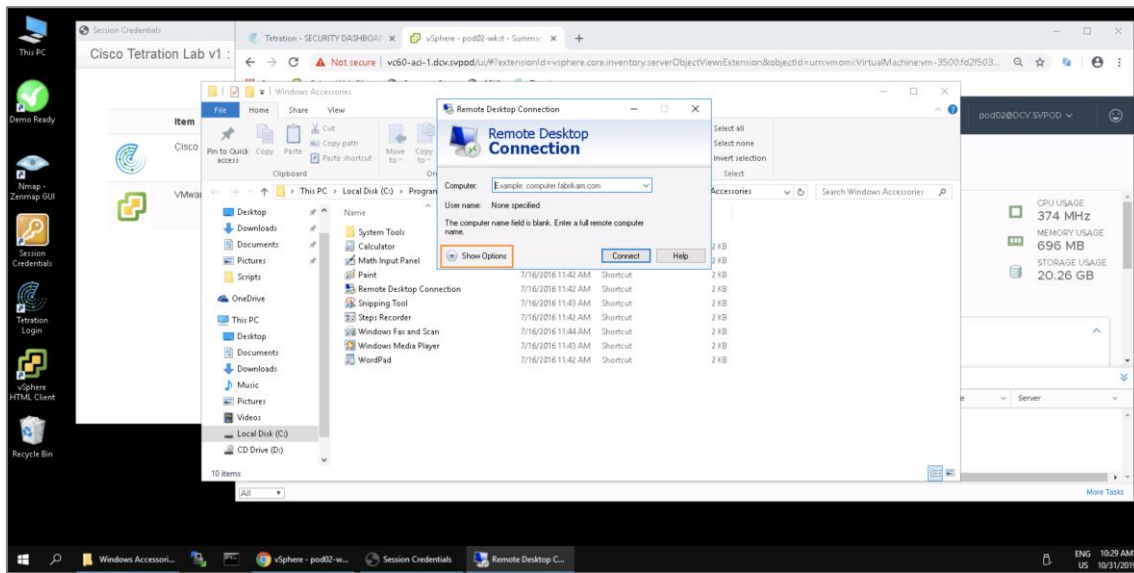 This PC
Demo Ready
Nmap -
Zenmap GUI
Session
Credentials
Tetration
Login
vSphere
HTML Client
Recycle Bin
Session Credentials
Cisco Tetration Lab v1 :
Item
Cisco
VMwa
Tetration - SECURITY DASHBOA
vSphere - pod02-wkst - Summa
Not secure
vc60-aci-1.dcv.svpod/ui/#?extensionId=vsphere.core.inventory.serverObjectViewsExtension&objectId=urn:vmomi:VirtualMachine:vm-3500:fd2f503...
pod02@DCV.SVPOD
CPU USAGE
374 MHz
MEMORY USAGE
696 MB
STORAGE USAGE
20.26 GB
Server
All
More Tasks
Windows Accessories
File Home Share View
Pin to Quick
access
Copy
Paste
Cut
Copy path
Paste shortcut
Move
to
Copy
to
Clipboard
Or
Select all
Select none
Invert selection
Select
This PC > Local Disk (C:) > Program
Accessories
Search Windows Accessories
Desktop
Downloads
Documents
Pictures
Scripts
OneDrive
This PC
Desktop
Documents
Downloads
Music
Pictures
Videos
Local Disk (C:)
CD Drive (D:)
Name
System Tools
Calculator 2 KB
Math Input Panel 2 KB
Paint 7/16/2016 11:42 AM Shortcut 2 KB
Remote Desktop Connection 7/16/2016 11:42 AM Shortcut 2 KB
Snipping Tool 7/16/2016 11:43 AM Shortcut 2 KB
Steps Recorder 7/16/2016 11:42 AM Shortcut 2 KB
Windows Fax and Scan 7/16/2016 11:44 AM Shortcut 2 KB
Windows Media Player 7/16/2016 11:43 AM Shortcut 2 KB
WordPad 7/16/2016 11:42 AM Shortcut 2 KB
10 items
Remote Desktop Connection
Remote Desktop
Connection
Computer: Example: computer.fabrikam.com
User name: None specified
The computer name field is blank. Enter a full remote computer
name.
Show Options
Connect
Help
Windows Accessori...
vSphere - pod02-w...
Session Credentials
Remote Desktop C...
ENG
US
10:29 AM
10/31/201